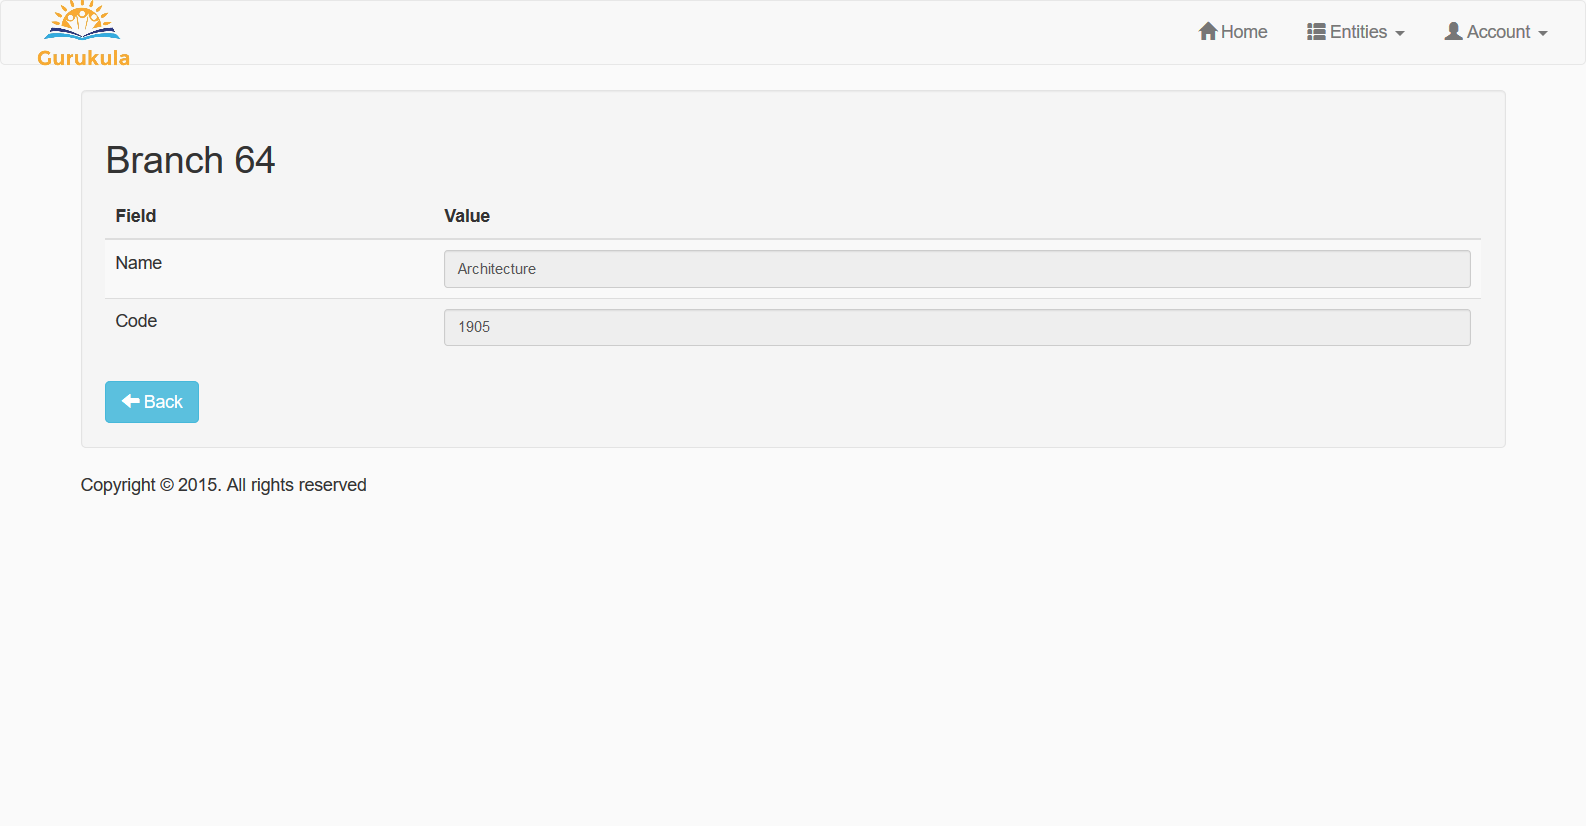 Gurukula
Home Entities Account
Branch 64
Field Value
Name Architecture
Code 1905
Back
Copyright © 2015. All rights reserved